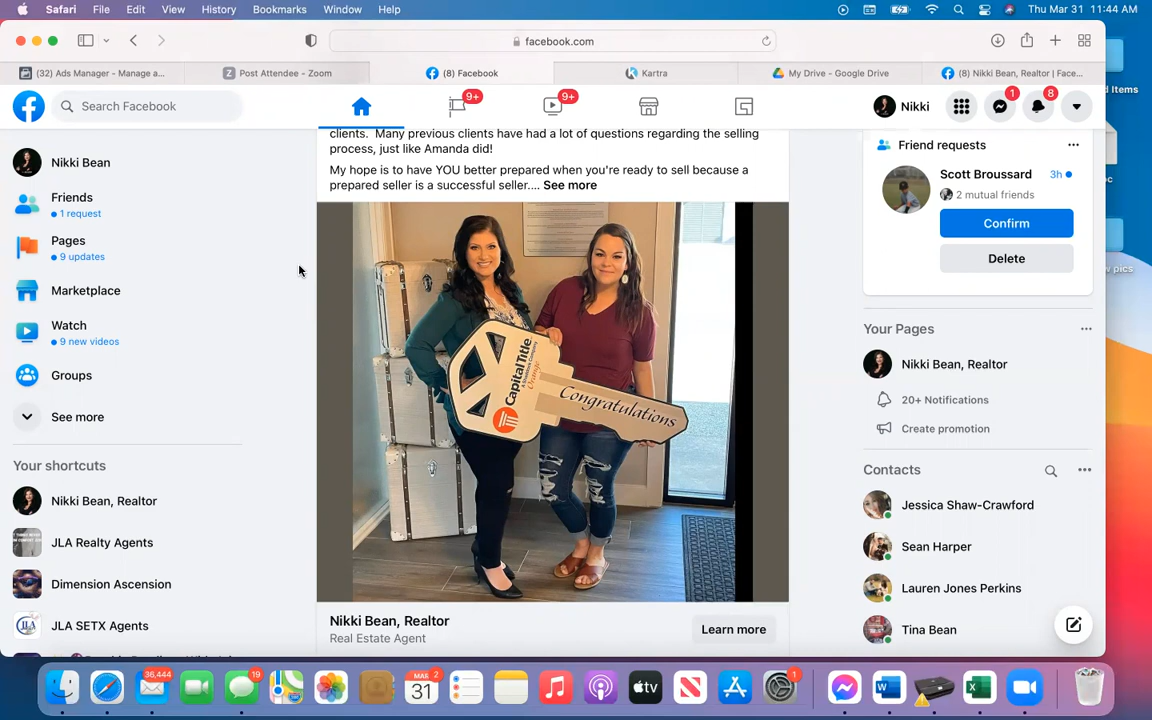 Safari File Edit View History Bookmarks Window Help Thu Mar 31 11:44 AM
facebook.com
(32) Ads Manager - Manage a... Post Attendee - Zoom (8) Facebook Kartra My Drive - Google Drive (8) Nikki Bean, Realtor | Face...
Search Facebook 9+ 9+ Nikki 1 8
d Items
Nikki Bean
Friends
1 request
Pages
9 updates
Marketplace
Watch
9 new videos
Groups
See more
Your shortcuts
Nikki Bean, Realtor
JLA Realty Agents
Dimension Ascension
JLA SETX Agents
clients. Many previous clients have had a lot of questions regarding the selling
process, just like Amanda did!
My hope is to have YOU better prepared when you're ready to sell because a
prepared seller is a successful seller.... See more
CapitalTitle
Orange
Congratulations
Nikki Bean, Realtor
Real Estate Agent
Learn more
Friend requests
Scott Broussard 3h
2 mutual friends
Confirm
Delete
Your Pages
Nikki Bean, Realtor
20+ Notifications
Create promotion
Contacts
Jessica Shaw-Crawford
Sean Harper
Lauren Jones Perkins
Tina Bean
oc
w pics
36,444 19 MAR 31 2 tv 1